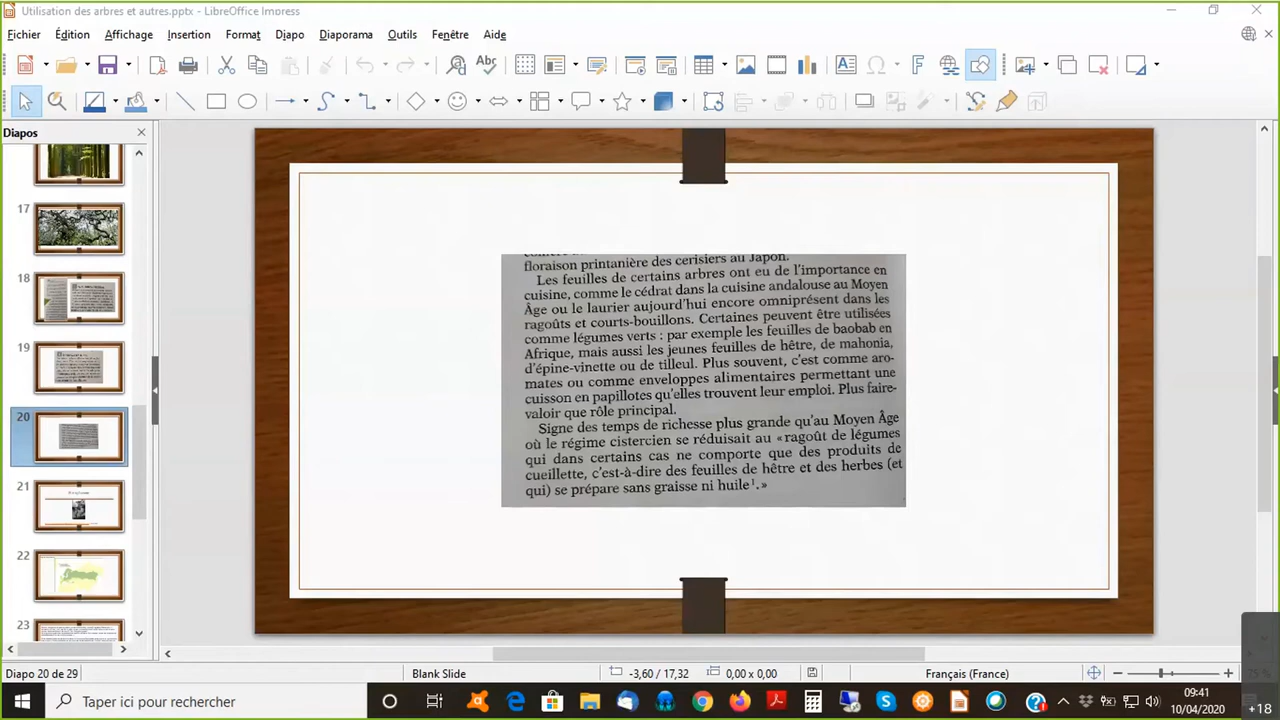 Utilisation des arbres et autres.pptx - LibreOffice Impress
Fichier Édition Affichage Insertion Format Diapo Diaporama Outils Fenêtre Aide
Abc
Diapos
17
18
19
20
21
22
23
floraison printanière des cerisiers au Japon.
Les feuilles de certains arbres ont eu de l'importance en
cuisine, comme le cédrat dans la cuisine andalouse au Moyen
Âge ou le laurier aujourd'hui encore omniprésent dans les
ragoûts et courts-bouillons. Certaines peuvent être utilisées
comme légumes verts : par exemple les feuilles de baobab en
Afrique, mais aussi les jeunes feuilles de hêtre, de mahonia,
d'épine-vinette ou de tilleul. Plus souvent, c'est comme aro-
mates ou comme enveloppes alimentaires permettant une
cuisson en papillotes qu'elles trouvent leur emploi. Plus faire-
valoir que rôle principal.
Signe des temps de richesse plus grande qu'au Moyen Âge
où le régime cistercien se réduisait au « ragoût de légumes
qui dans certains cas ne comporte que des produits de
cueillette, c'est-à-dire des feuilles de hêtre et des herbes (et
qui) se prépare sans graisse ni huile¹. »
Diapo 20 de 29 Blank Slide -3,60 / 17,32 0,00 x 0,00 Français (France) 75 %
Taper ici pour rechercher
09:41
10/04/2020
+18